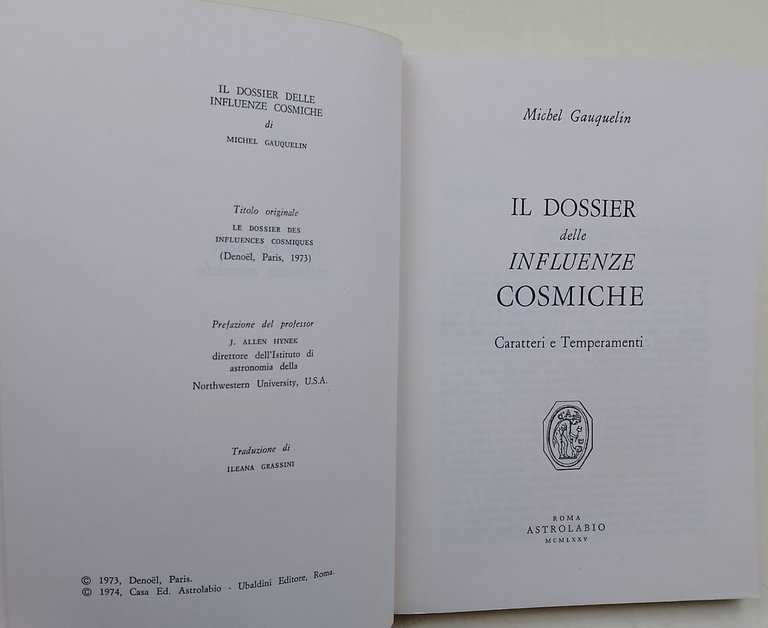 IL DOSSIER DELLE
INFLUENZE COSMICHE
di
MICHEL GAUQUELIN
Titolo originale
LE DOSSIER DES
INFLUENCES COSMIQUES
(Denoël, Paris, 1973)
Prefazione del professor
J. ALLEN HYNEK
direttore dell'Istituto di
astronomia della
Northwestern University, U.S.A.
Traduzione di
ILEANA GRASSINI
© 1973, Denoël, Paris.
© 1974, Casa Ed. Astrolabio - Ubaldini Editore, Roma.
Michel Gauquelin
IL DOSSIER
delle
INFLUENZE
COSMICHE
Caratteri e Temperamenti
ROMA
ASTROLABIO
MCMLXXV